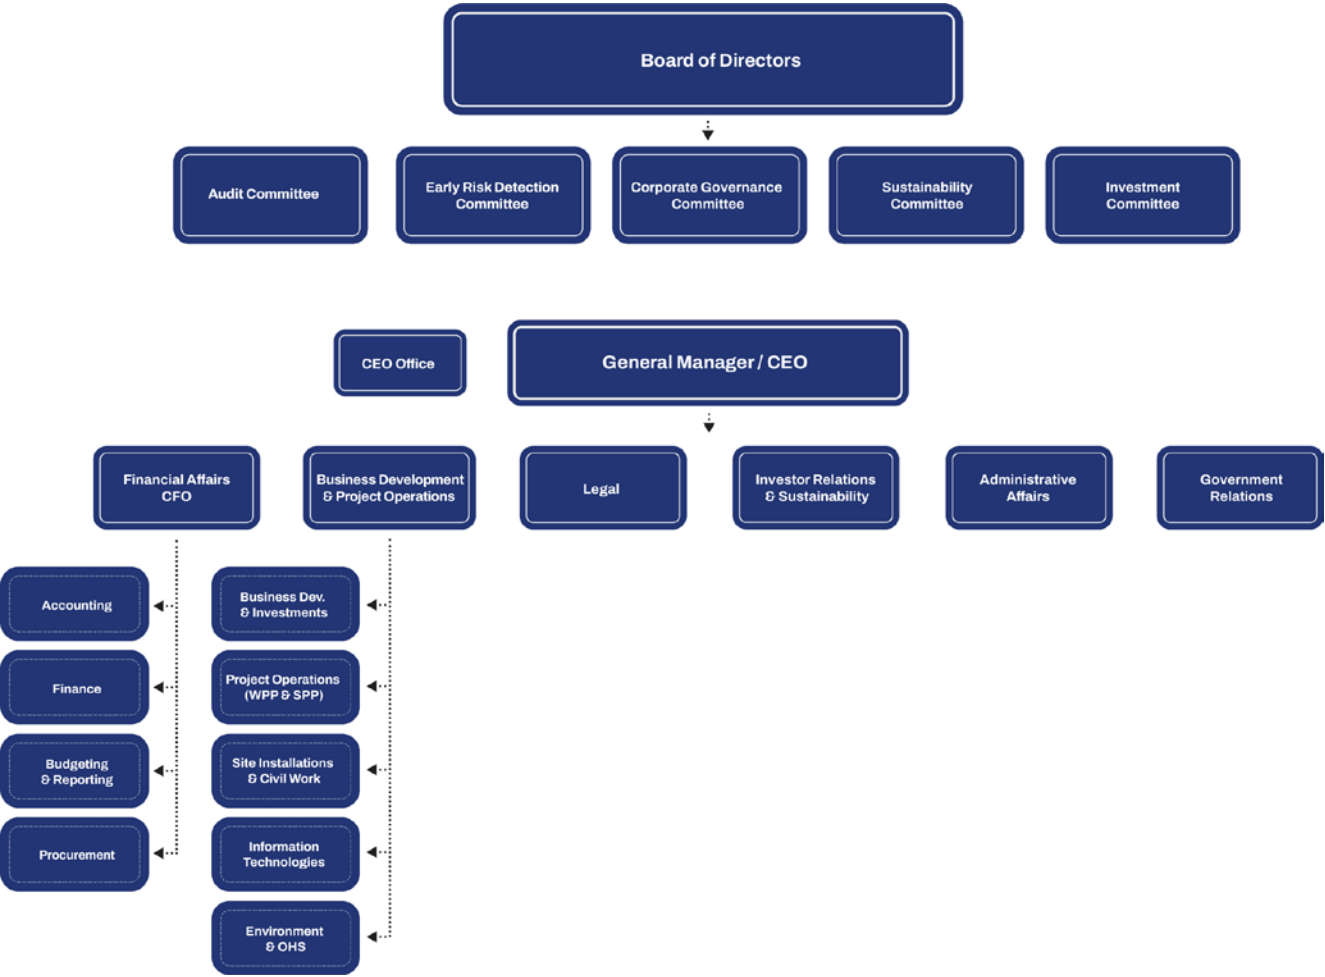 Board of Directors
Audit Committee
Early Risk Detection
Committee
Corporate Governance
Committee
Sustainability
Committee
Investment
Committee
CEO Office
General Manager / CEO
Financial Affairs
CFO
Business Development
& Project Operations
Legal
Investor Relations
& Sustainability
Administrative
Affairs
Government
Relations
Accounting
Finance
Budgeting
& Reporting
Procurement
Business Dev.
& Investments
Project Operations
(WPP & SPP)
Site Installations
& Civil Work
Information
Technologies
Environment
& OHS